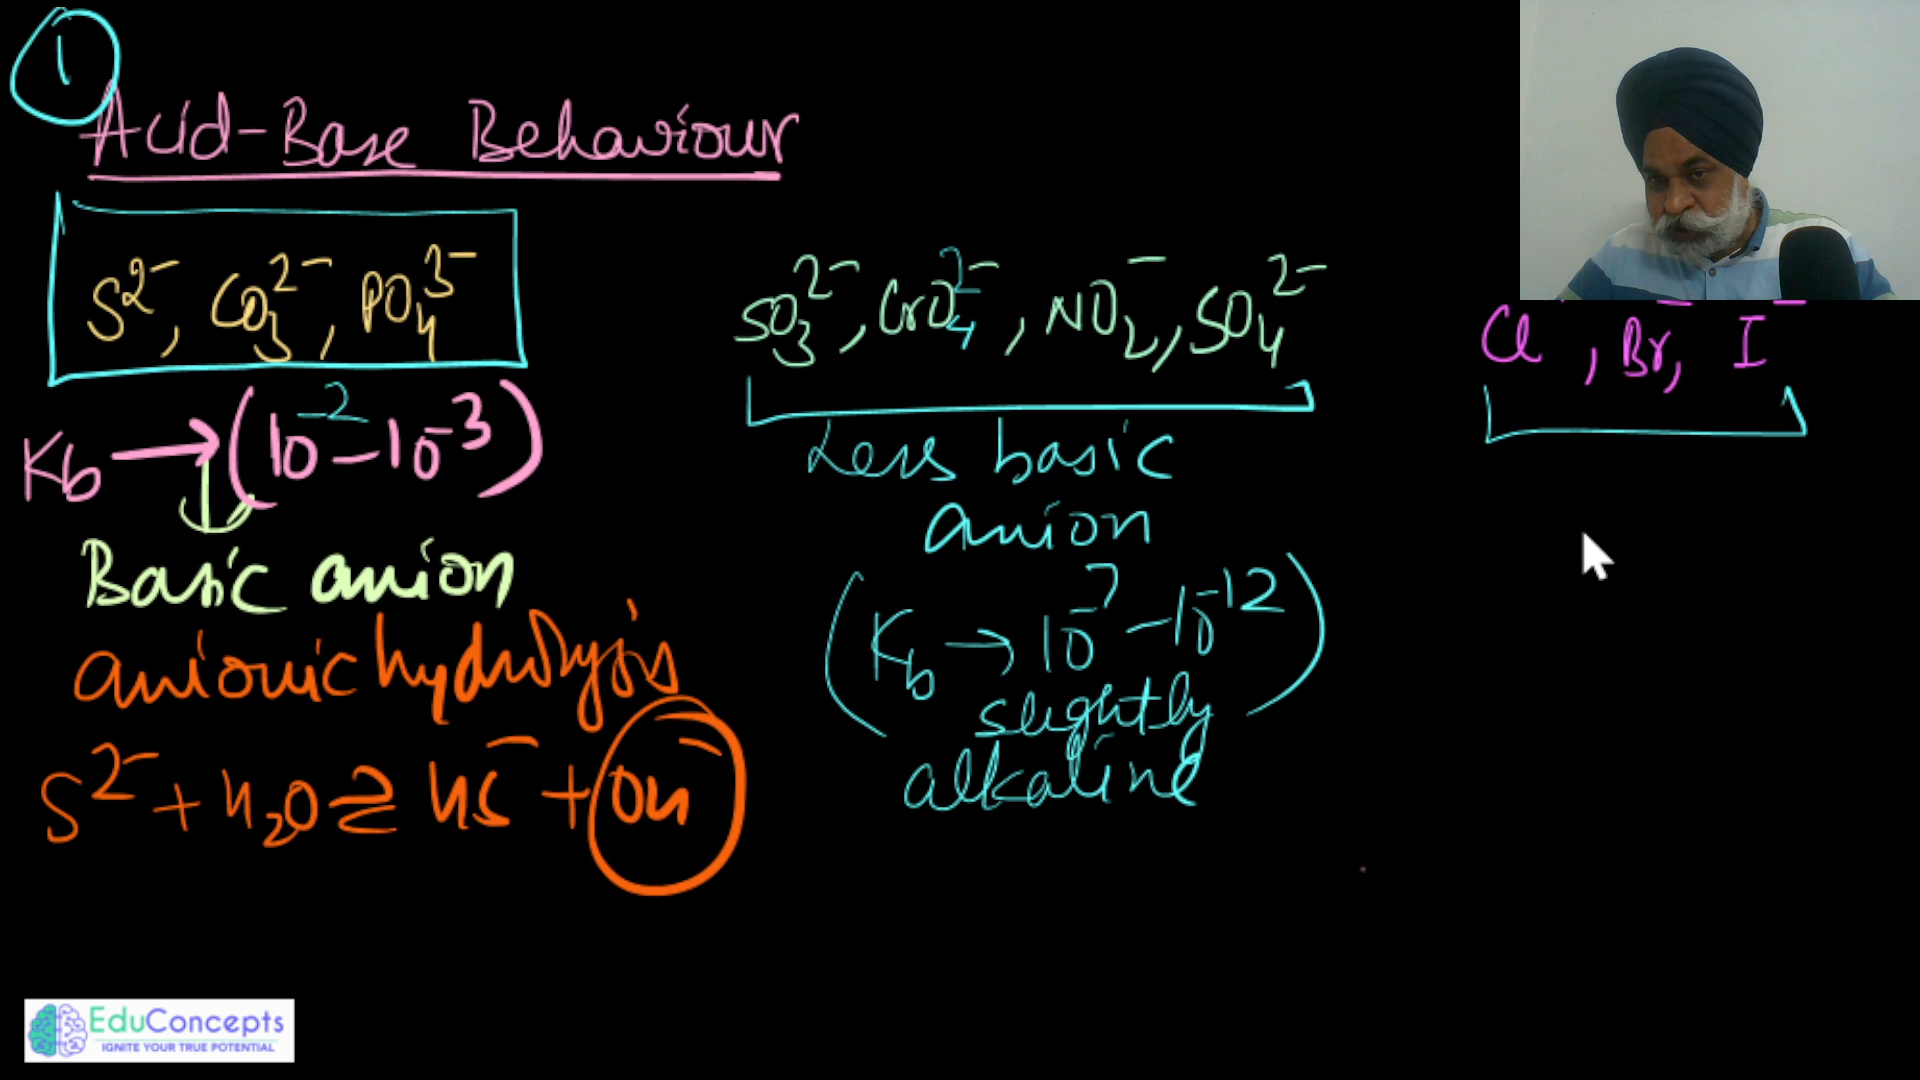 1
Acid-Base Behaviour
S²⁻, CO₃²⁻, PO₄³⁻
Kb → (10⁻² – 10⁻³)
Basic anion
anionic hydrolysis
S²⁻ + H₂O ⇌ HS⁻ + OH⁻
SO₃²⁻, CrO₄²⁻, NO₂⁻, SO₄²⁻
Less basic
anion
(Kb → 10⁻⁷ – 10⁻¹²)
slightly
alkaline
Cl⁻, Br⁻, I⁻
EduConcepts
IGNITE YOUR TRUE POTENTIAL